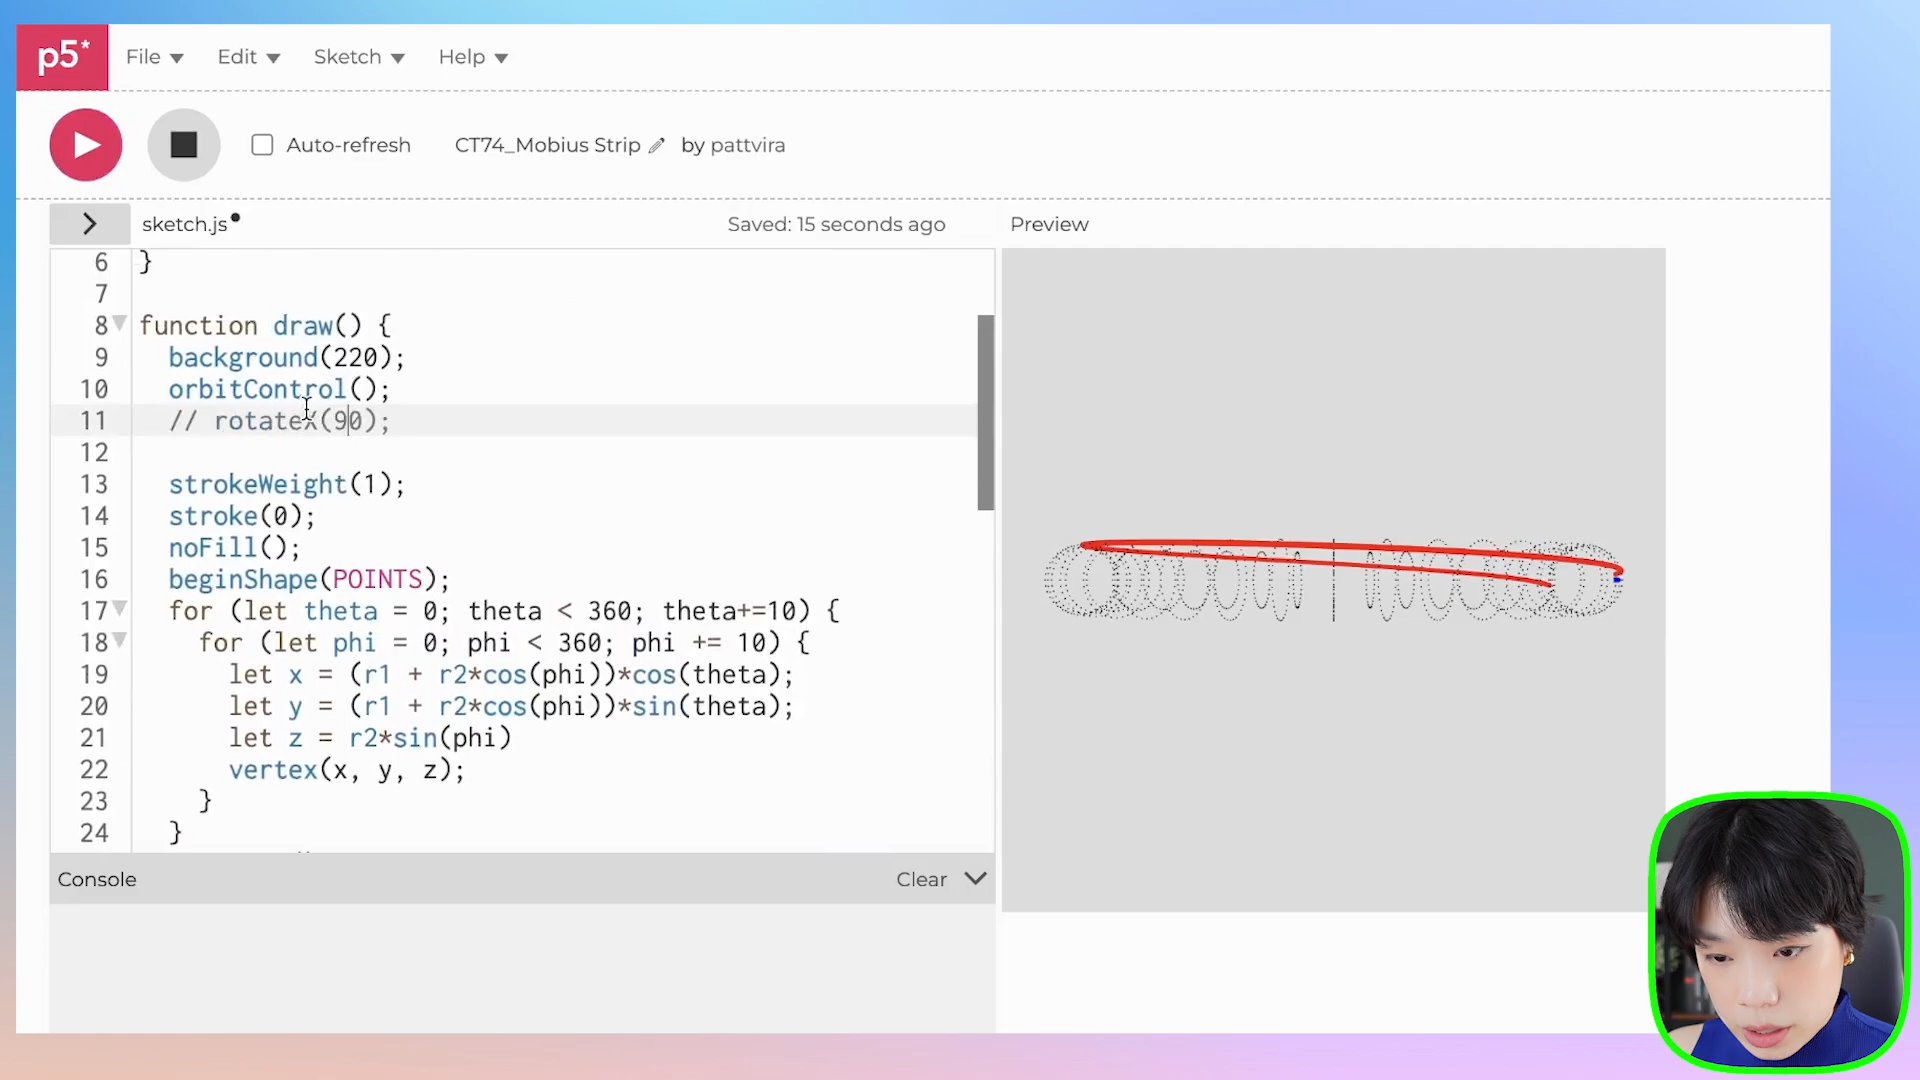 p5*
File Edit Sketch Help
Auto-refresh CT74_Mobius Strip by pattvira
sketch.js Saved: 15 seconds ago Preview
6 }
7
8 function draw() {
9 background(220);
10 orbitControl();
11 // rotateX(90);
12
13 strokeWeight(1);
14 stroke(0);
15 noFill();
16 beginShape(POINTS);
17 for (let theta = 0; theta < 360; theta+=10) {
18 for (let phi = 0; phi < 360; phi += 10) {
19 let x = (r1 + r2*cos(phi))*cos(theta);
20 let y = (r1 + r2*cos(phi))*sin(theta);
21 let z = r2*sin(phi)
22 vertex(x, y, z);
23 }
24 }
Console Clear